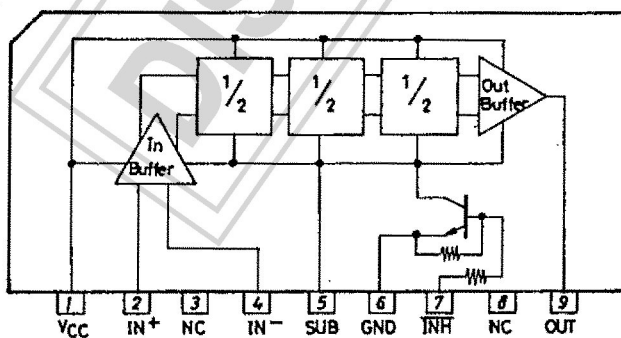 DIS
1/2
1/2
1/2
Out
Buffer
In
Buffer
1 2 3 4 5 6 7 8 9
VCC IN+ NC IN− SUB GND INH NC OUT